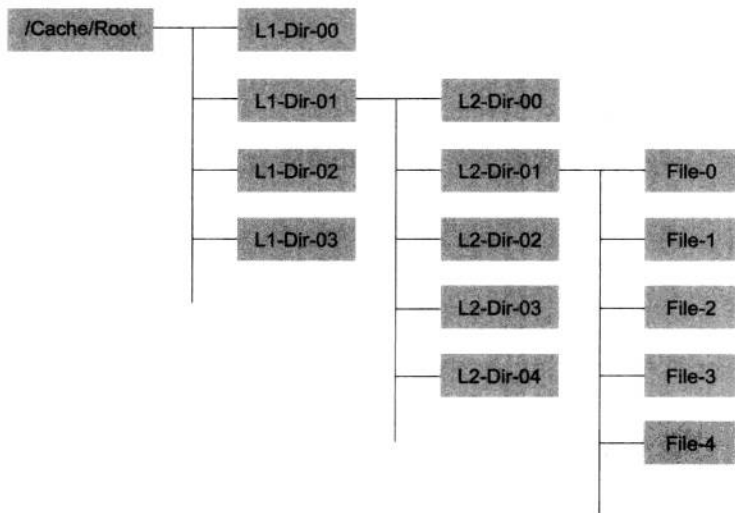 /Cache/Root
L1-Dir-00
L1-Dir-01
L2-Dir-00
L1-Dir-02
L2-Dir-01
File-0
L1-Dir-03
L2-Dir-02
File-1
L2-Dir-03
File-2
L2-Dir-04
File-3
File-4